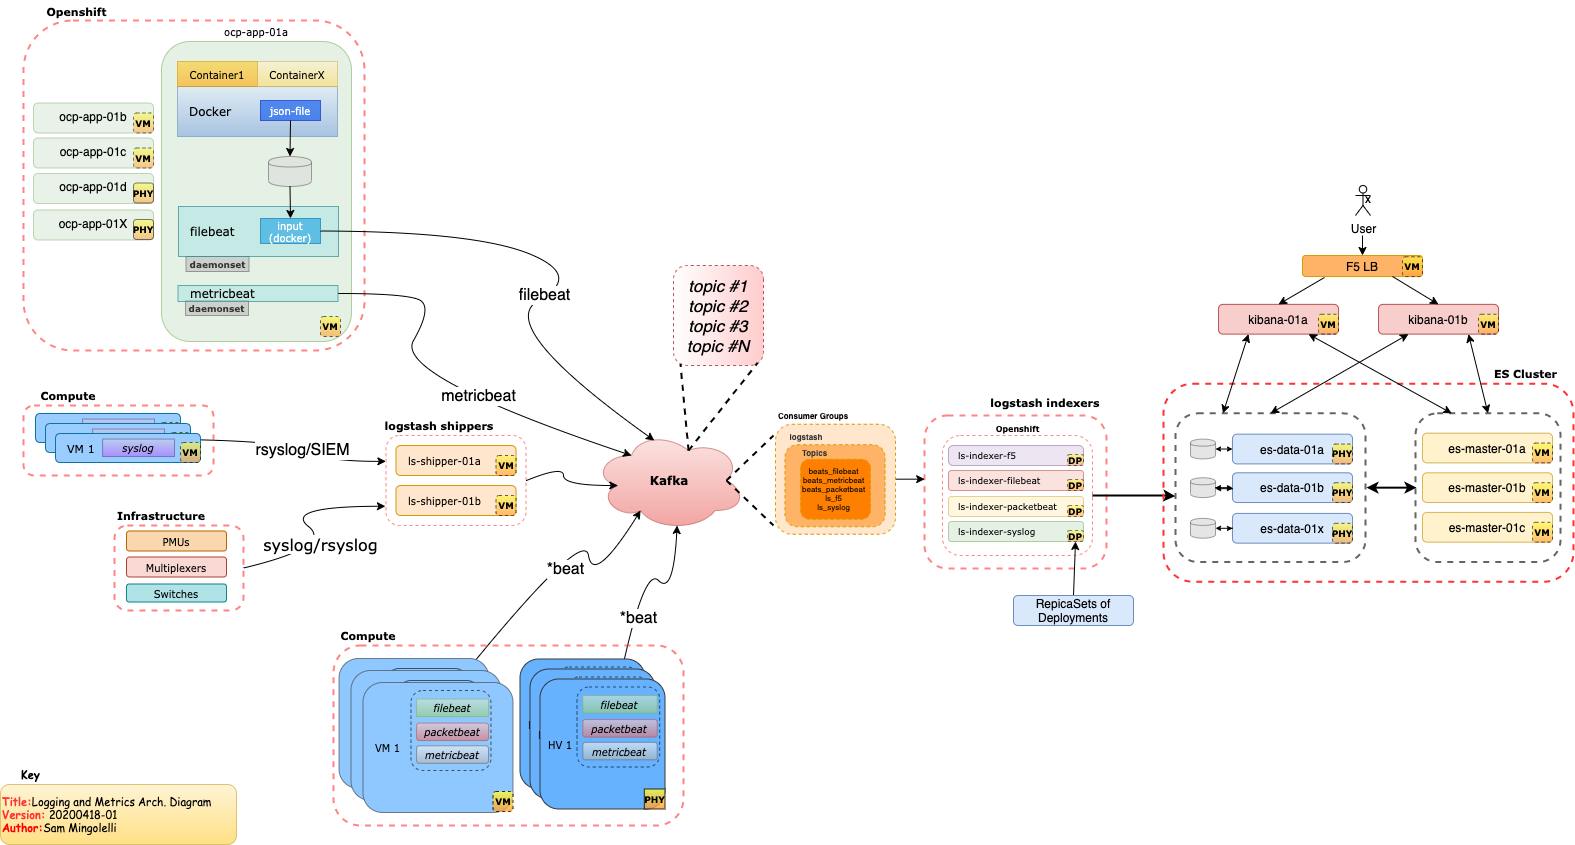 Openshift
ocp-app-01a
Container1
ContainerX
Docker
json-file
ocp-app-01b
VM
ocp-app-01c
VM
ocp-app-01d
PHY
ocp-app-01X
PHY
filebeat
input
(docker)
daemonset
metricbeat
daemonset
VM
filebeat
metricbeat
topic #1
topic #2
topic #3
topic #N
Compute
VM 1
syslog
VM
rsyslog/SIEM
logstash shippers
ls-shipper-01a
VM
ls-shipper-01b
VM
Infrastructure
PMUs
Multiplexers
Switches
syslog/rsyslog
Kafka
*beat
*beat
Compute
VM 1
filebeat
packetbeat
metricbeat
VM
HV 1
filebeat
packetbeat
metricbeat
PHY
Consumer Groups
logstash
Topics
beats_filebeat
beats_metricbeat
beats_packetbeat
ls_f5
ls_syslog
logstash indexers
Openshift
ls-indexer-f5
DP
ls-indexer-filebeat
DP
ls-indexer-packetbeat
DP
ls-indexer-syslog
DP
RepicaSets of
Deployments
X
User
F5 LB
VM
kibana-01a
VM
kibana-01b
VM
ES Cluster
es-data-01a
PHY
es-data-01b
PHY
es-data-01x
PHY
es-master-01a
VM
es-master-01b
VM
es-master-01c
VM
Key
Title:Logging and Metrics Arch. Diagram
Version: 20200418-01
Author:Sam Mingolelli